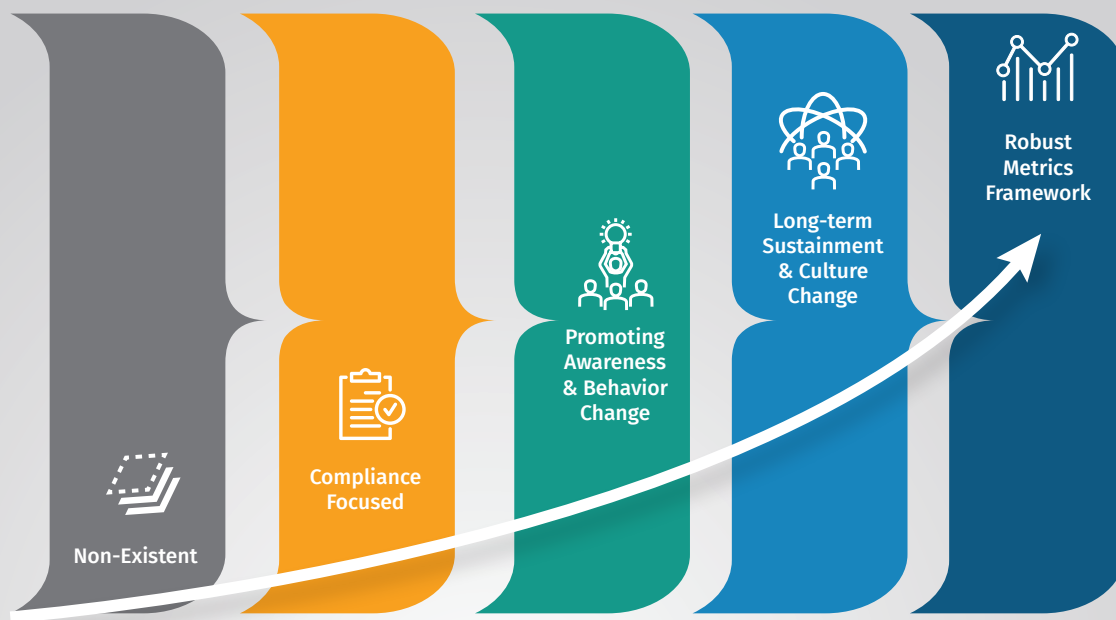 Non-Existent
Compliance
Focused
Promoting
Awareness
& Behavior
Change
Long-term
Sustainment
& Culture
Change
Robust
Metrics
Framework